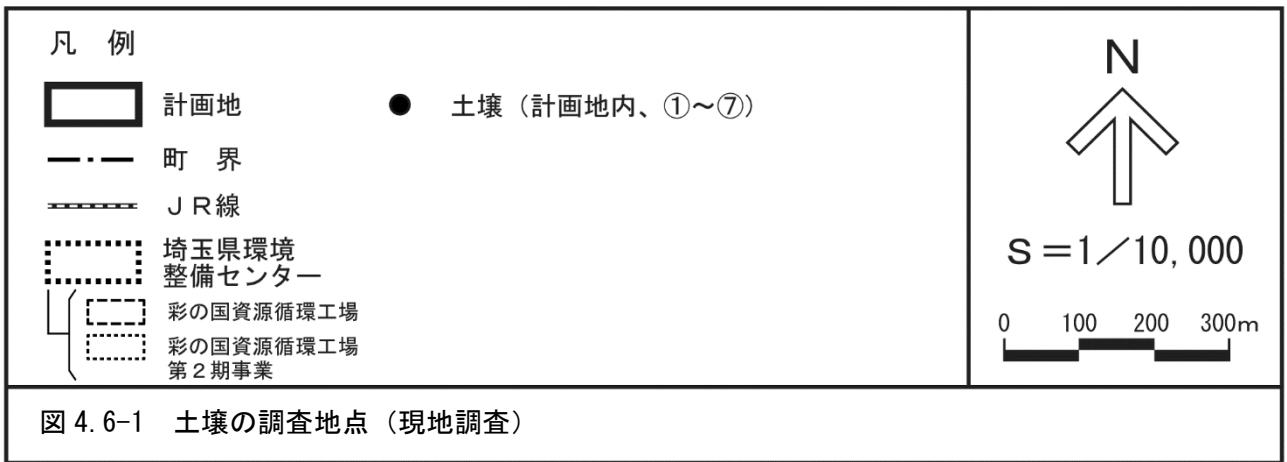 凡　例
計画地
● 土壌（計画地内、①～⑦）
町　界
ＪＲ線
埼玉県環境
整備センター
彩の国資源循環工場
彩の国資源循環工場
第２期事業
N
S＝1／10,000
0 100 200 300m
図 4.6-1　土壌の調査地点（現地調査）